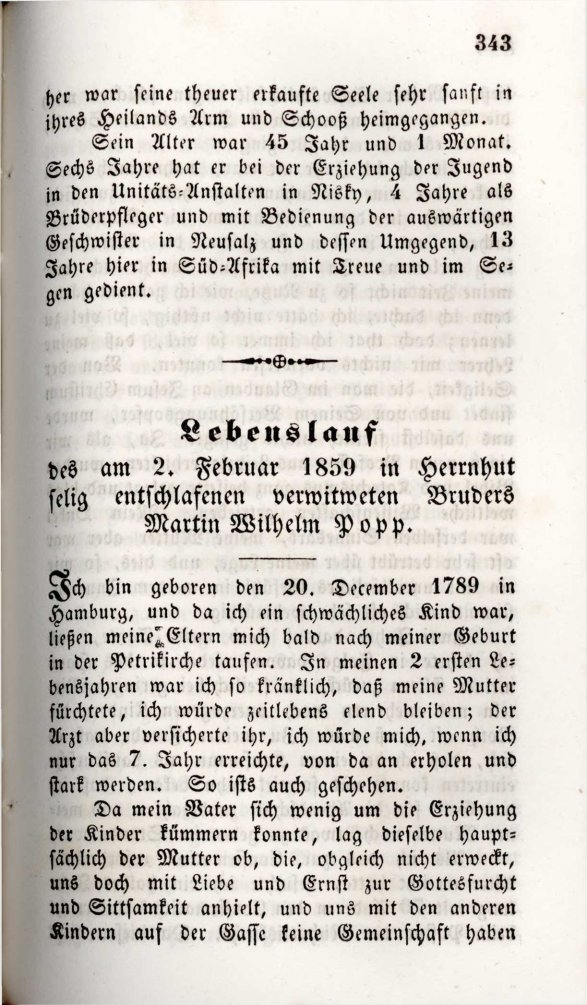 343
her war seine theuer erkaufte Seele sehr sanft in
ihres Heilands Arm und Schooß heimgegangen.
Sein Alter war 45 Jahr und 1 Monat.
Sechs Jahre hat er bei der Erziehung der Jugend
in den Unitäts-Anstalten in Nisky, 4 Jahre als
Brüderpfleger und mit Bedienung der auswärtigen
Geschwister in Neusalz und dessen Umgegend, 13
Jahre hier in Süd-Afrika mit Treue und im Se-
gen gedient.
Lebenslauf
des am 2. Februar 1859 in Herrnhut
selig entschlafenen verwitweten Bruders
Martin Wilhelm Popp.
Ich bin geboren den 20. December 1789 in
Hamburg, und da ich ein schwächliches Kind war,
ließen meine Eltern mich bald nach meiner Geburt
in der Petrikirche taufen. In meinen 2 ersten Le-
bensjahren war ich so kränklich, daß meine Mutter
fürchtete, ich würde zeitlebens elend bleiben; der
Arzt aber versicherte ihr, ich würde mich, wenn ich
nur das 7. Jahr erreichte, von da an erholen und
stark werden. So ists auch geschehen.
Da mein Vater sich wenig um die Erziehung
der Kinder kümmern konnte, lag dieselbe haupt-
sächlich der Mutter ob, die, obgleich nicht erweckt,
uns doch mit Liebe und Ernst zur Gottesfurcht
und Sittsamkeit anhielt, und uns mit den anderen
Kindern auf der Gasse keine Gemeinschaft haben